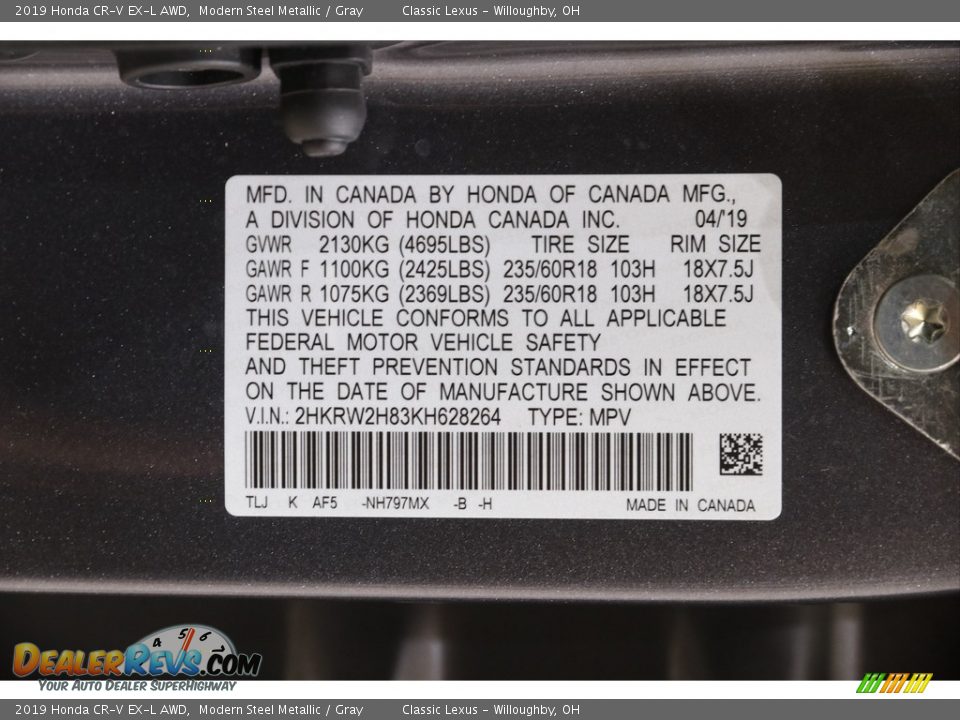 2019 Honda CR-V EX-L AWD, Modern Steel Metallic / Gray Classic Lexus - Willoughby, OH
MFD. IN CANADA BY HONDA OF CANADA MFG.,
A DIVISION OF HONDA CANADA INC. 04/'19
GVWR 2130KG (4695LBS) TIRE SIZE RIM SIZE
GAWR F 1100KG (2425LBS) 235/60R18 103H 18X7.5J
GAWR R 1075KG (2369LBS) 235/60R18 103H 18X7.5J
THIS VEHICLE CONFORMS TO ALL APPLICABLE
FEDERAL MOTOR VEHICLE SAFETY
AND THEFT PREVENTION STANDARDS IN EFFECT
ON THE DATE OF MANUFACTURE SHOWN ABOVE.
V.I.N.: 2HKRW2H83KH628264 TYPE: MPV
TLJ K AF5 -NH797MX -B -H MADE IN CANADA
4 5 6
DEALERREVS.COM
YOUR AUTO DEALER SUPERHIGHWAY
2019 Honda CR-V EX-L AWD, Modern Steel Metallic / Gray Classic Lexus - Willoughby, OH